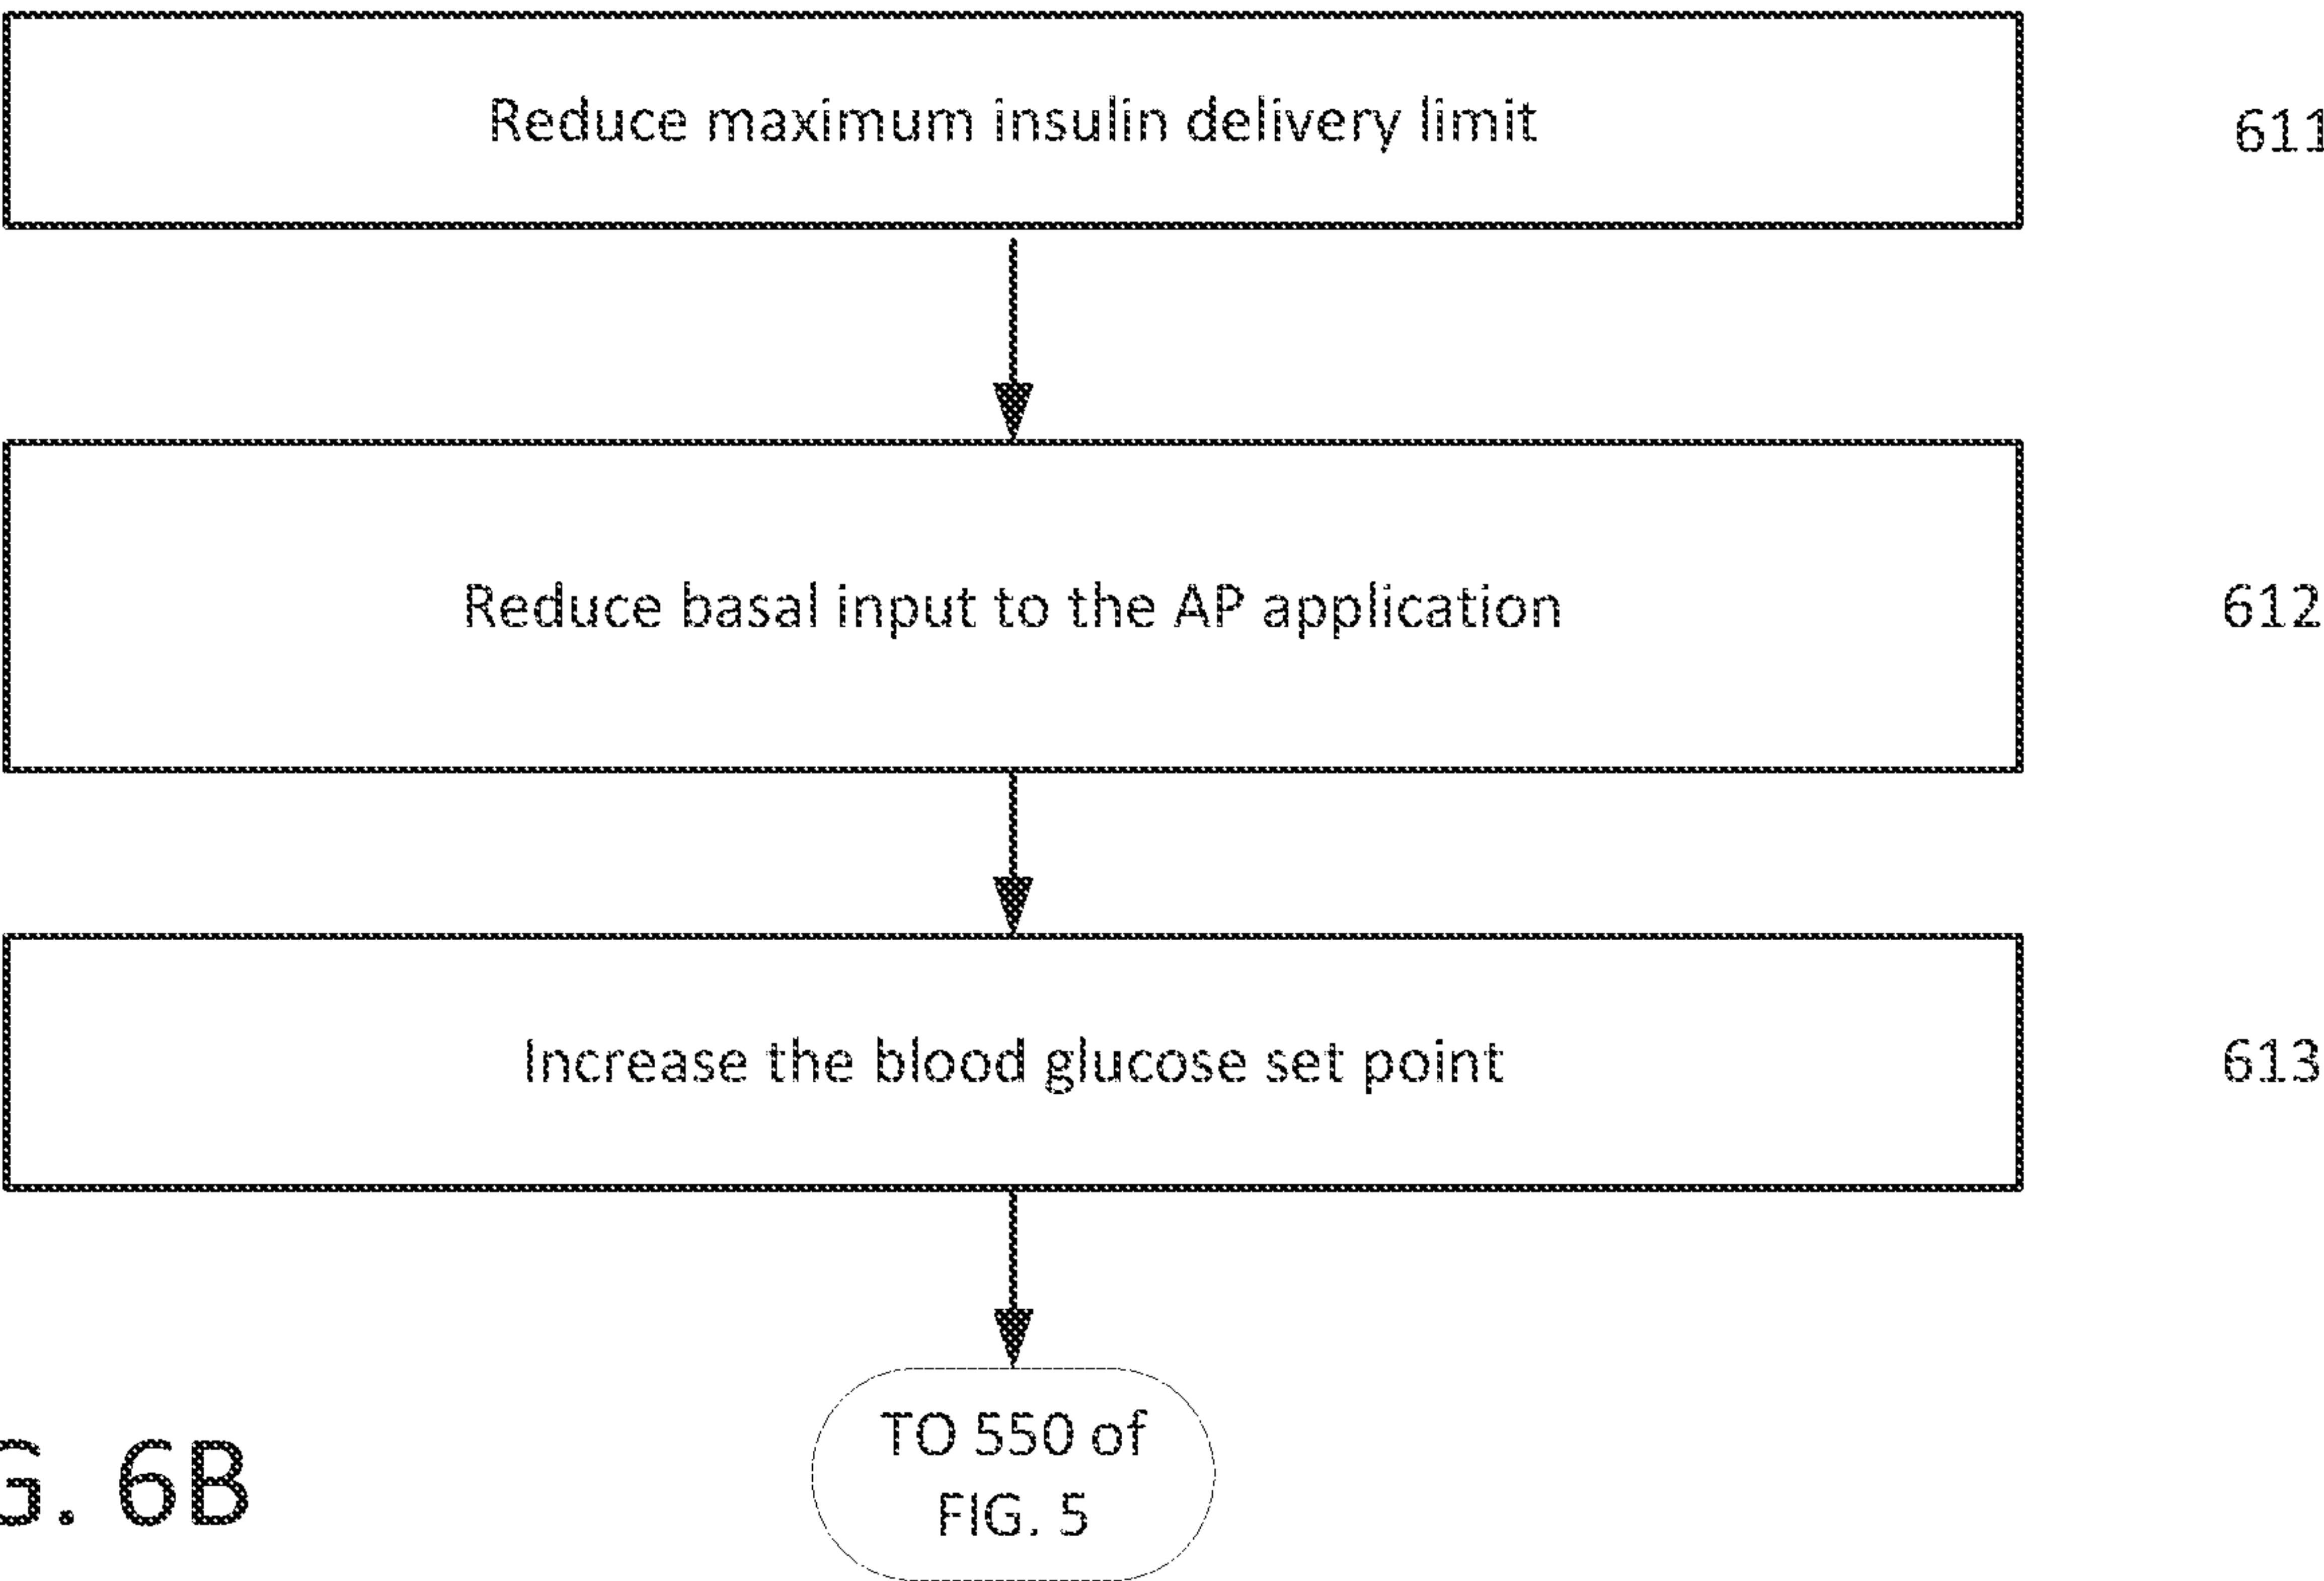 Reduce maximum insulin delivery limit
611
Reduce basal input to the AP application
612
Increase the blood glucose set point
613
TO 550 of
FIG. 5
G. 6B